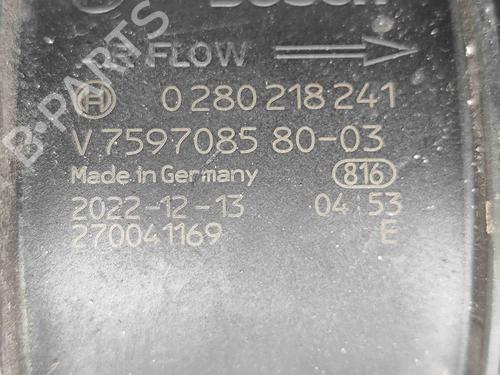 BOSCH
AIR FLOW
0 280 218 241
V 7597085 80-03
Made in Germany 816
2022-12-13 04 53
270041169 E
B-PARTS